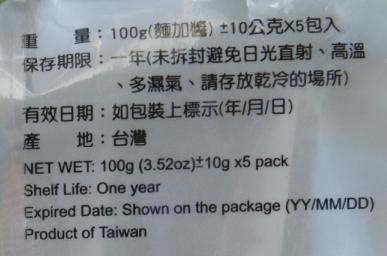 重　　量：100g(麵加醬) ±10公克X5包入
保存期限：一年(未拆封避免日光直射、高溫
、多濕氣、請存放乾冷的場所)
有效日期：如包裝上標示(年/月/日)
產　　地：台灣
NET WET: 100g (3.52oz)±10g x5 pack
Shelf Life: One year
Expired Date: Shown on the package (YY/MM/DD)
Product of Taiwan